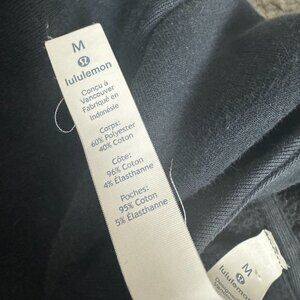 M
lululemon
Conçu à
Vancouver
Fabriqué en
Indonésie
Corps:
60% Polyester
40% Coton
Côte:
96% Coton
4% Élasthanne
Poches:
95% Coton
5% Élasthanne
M
lululemon
Designed